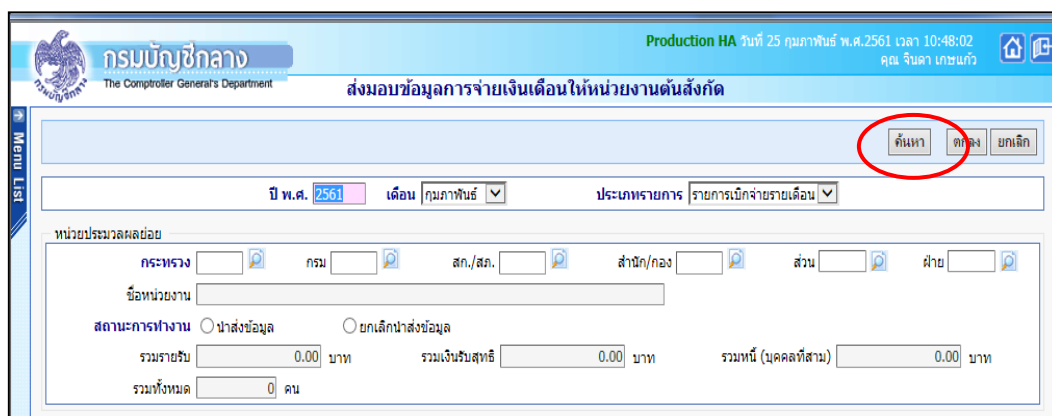 กรมบัญชีกลาง
The Comptroller General's Department
Production HA วันที่ 25 กุมภาพันธ์ พ.ศ.2561 เวลา 10:48:02
คุณ จินดา เกษแก้ว
ส่งมอบข้อมูลการจ่ายเงินเดือนให้หน่วยงานต้นสังกัด
Menu List
ค้นหา ตกลง ยกเลิก
ปี พ.ศ. 2561 เดือน กุมภาพันธ์ ประเภทรายการ รายการเบิกจ่ายรายเดือน
หน่วยประมวลผลย่อย
กระทรวง กรม สก./สภ. สำนัก/กอง ส่วน ฝ่าย
ชื่อหน่วยงาน
สถานะการทำงาน นำส่งข้อมูล ยกเลิกนำส่งข้อมูล
รวมรายรับ 0.00 บาท รวมเงินรับสุทธิ 0.00 บาท รวมหนี้ (บุคคลที่สาม) 0.00 บาท
รวมทั้งหมด 0 คน